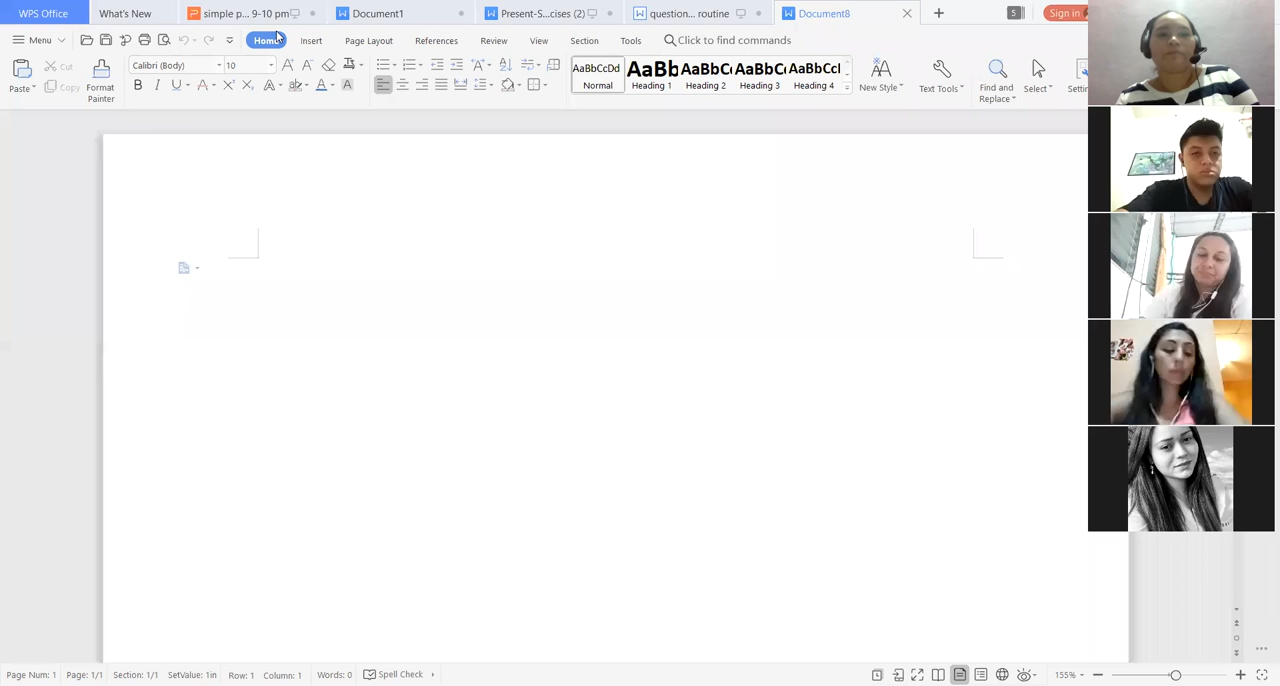 WPS Office What's New simple p... 9-10 pm Document1 Present-S...cises (2) question... routine Document8 5 Sign in
Menu Home Insert Page Layout References Review View Section Tools Click to find commands
Paste Cut Copy Format Painter Calibri (Body) 10 AaBbCcDd Normal AaBb Heading 1 AaBbC Heading 2 AaBbC Heading 3 AaBbCcI Heading 4 New Style Text Tools Find and Replace Select
Page Num: 1 Page: 1/1 Section: 1/1 SetValue: 1in Row: 1 Column: 1 Words: 0 Spell Check 155%